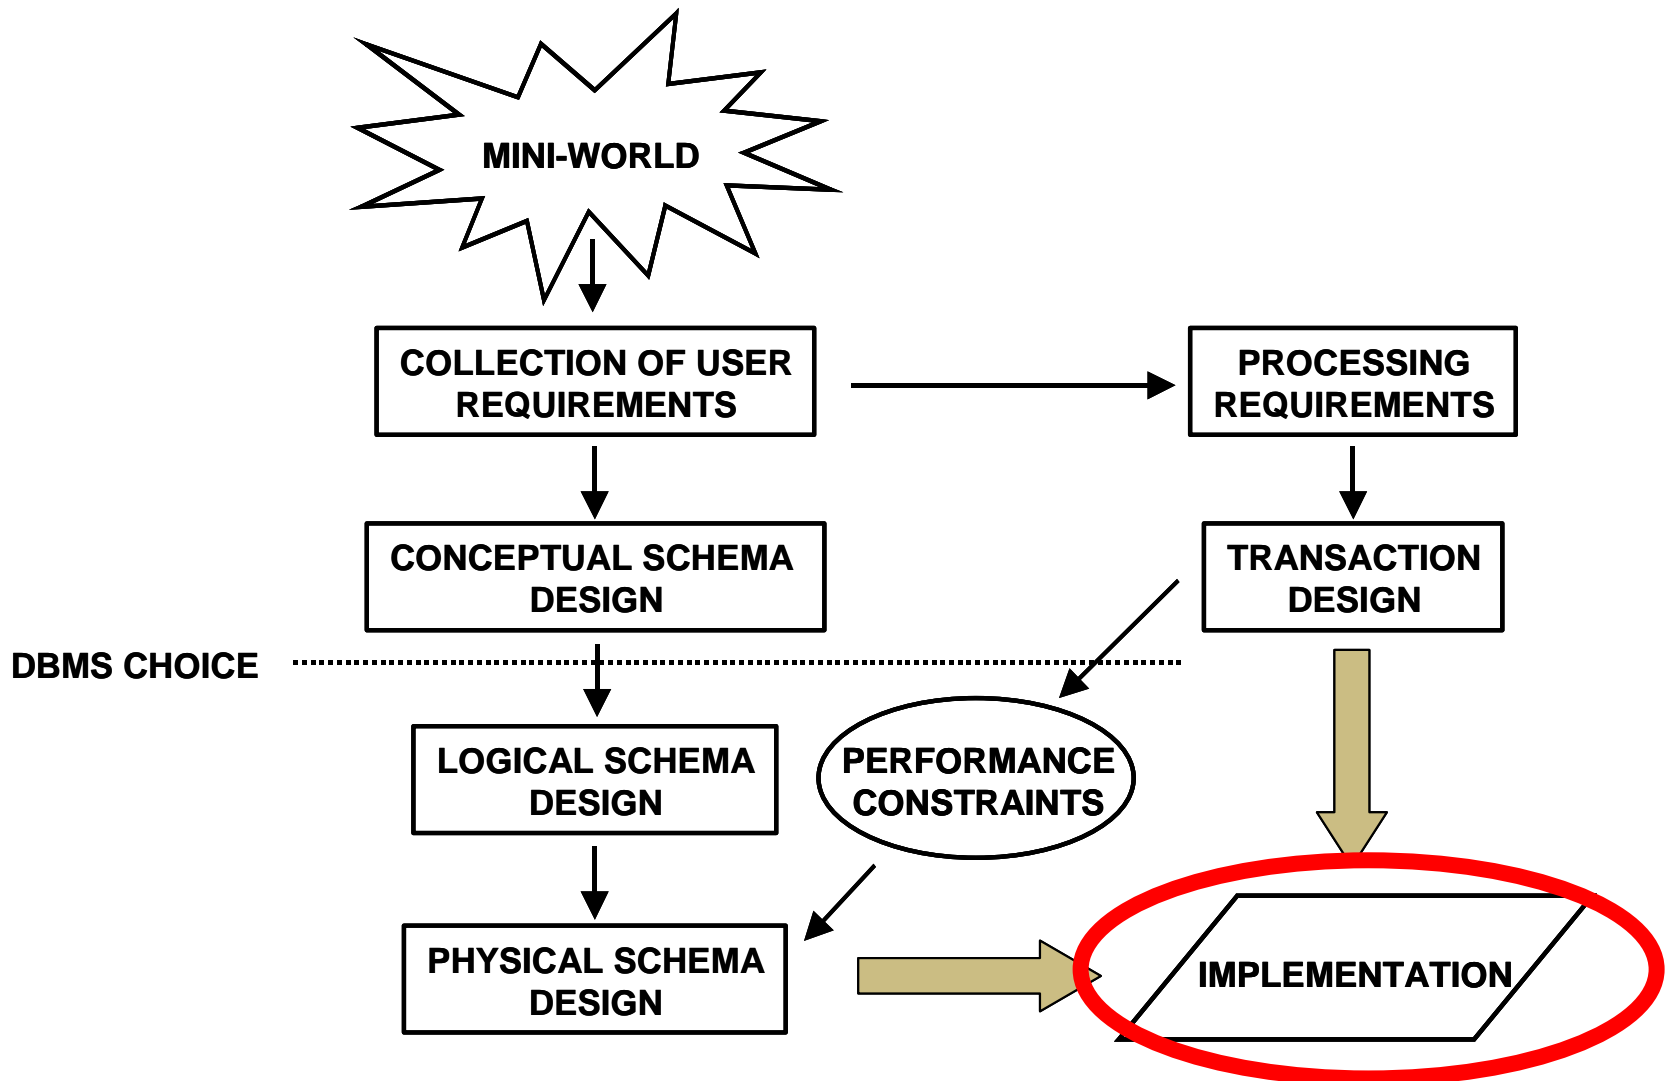 MINI-WORLD
COLLECTION OF USER
REQUIREMENTS
PROCESSING
REQUIREMENTS
CONCEPTUAL SCHEMA
DESIGN
TRANSACTION
DESIGN
DBMS CHOICE
LOGICAL SCHEMA
DESIGN
PERFORMANCE
CONSTRAINTS
PHYSICAL SCHEMA
DESIGN
IMPLEMENTATION